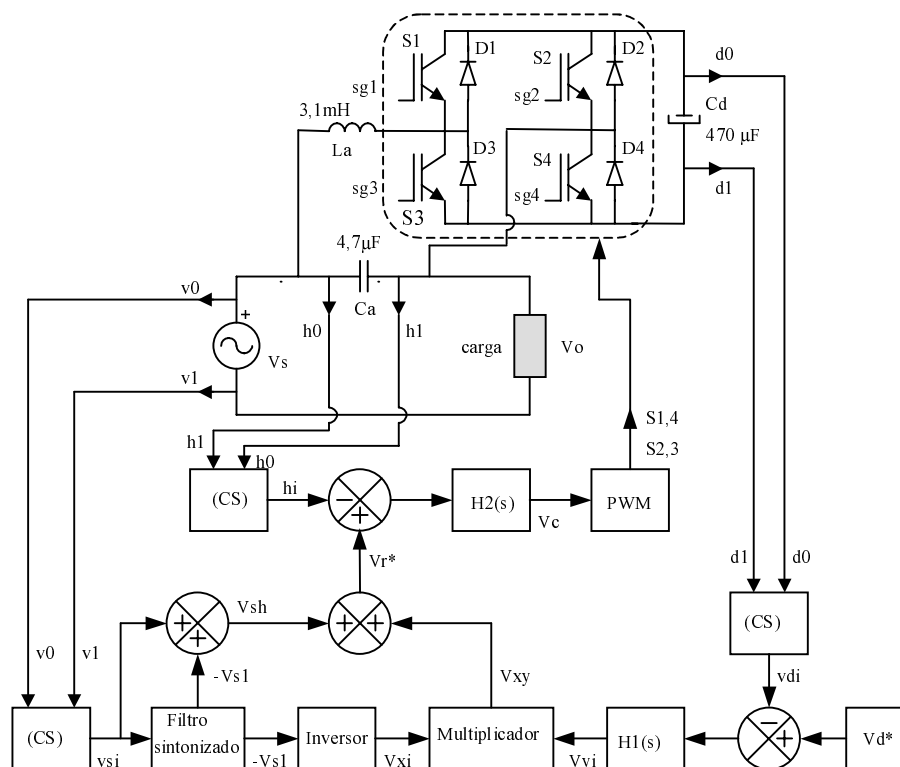 S1
D1
S2
D2
d0
sg1
sg2
Cd
3,1mH
470 µF
La
D3
S4
D4
sg3
sg4
d1
S3
4,7µF
v0
Ca
h0
h1
+
Vs
carga
Vo
v1
S1,4
h1
S2,3
h0
(CS)
hi
−
+
H2(s)
Vc
PWM
Vr*
d1
d0
Vsh
+
+
+
+
(CS)
v0
v1
-Vs1
Vxy
vdi
(CS)
vsi
Filtro
sintonizado
-Vs1
Inversor
Vxi
Multiplicador
Vyi
H1(s)
−
+
Vd*